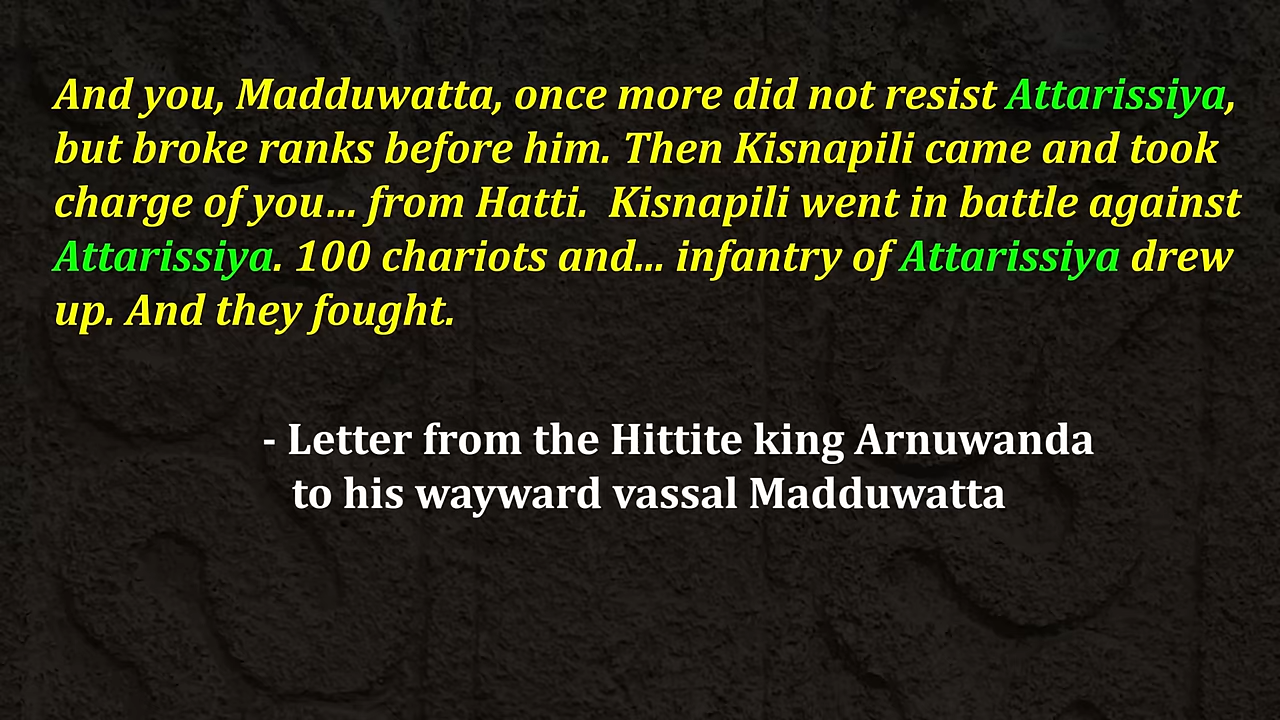 And you, Madduwatta, once more did not resist Attarissiya,
but broke ranks before him. Then Kisnapili came and took
charge of you... from Hatti.  Kisnapili went in battle against
Attarissiya. 100 chariots and... infantry of Attarissiya drew
up. And they fought.
- Letter from the Hittite king Arnuwanda
to his wayward vassal Madduwatta